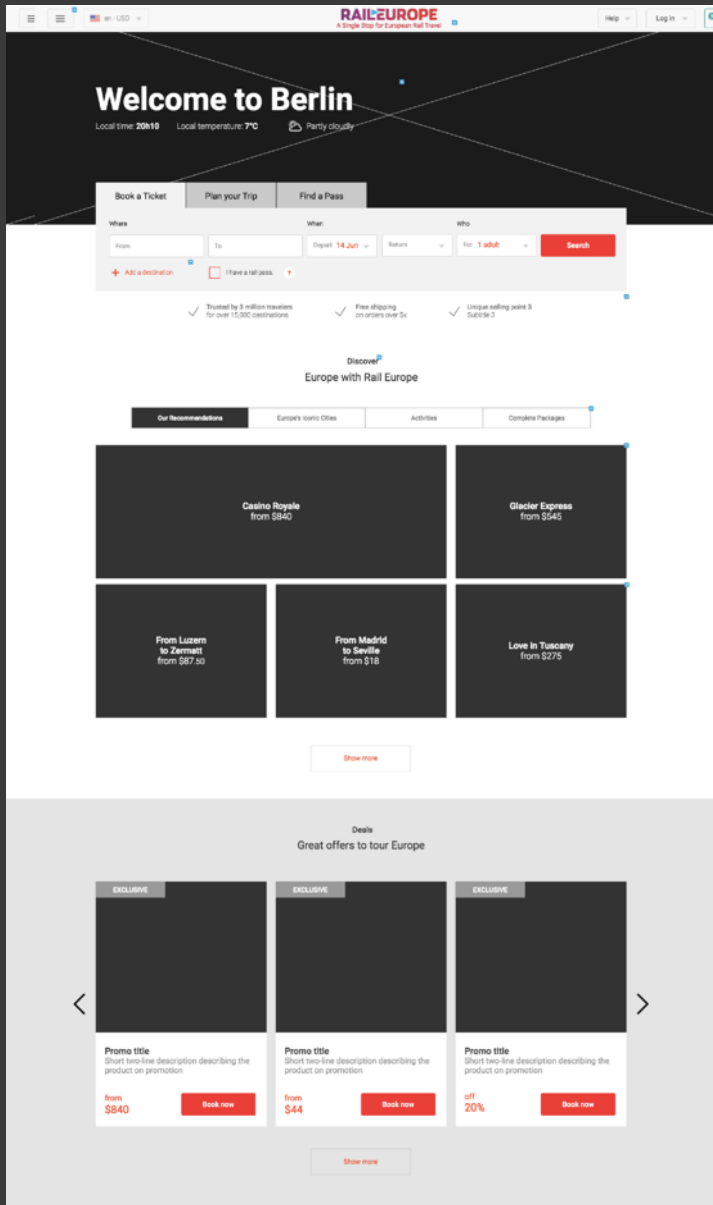 en - USD
RAILEUROPE
A Single Stop for European Rail Travel
Help
Log in
Welcome to Berlin
Local time: 20h10 Local temperature: 7°C Partly cloudly
Book a Ticket Plan your Trip Find a Pass
Where When Who
From To Depart 14 Jun Return For 1 adult Search
+ Add a destination I have a rail pass. ?
Trusted by 3 million travelers
for over 15,000 destinations
Free shipping
on orders over 5x.
Unique selling point 3
Subtitle 3
Discover
Europe with Rail Europe
Our Recommendations Europe's Iconic Cities Activities Complete Packages
Casino Royale
from $840
Glacier Express
from $545
From Luzern
to Zermatt
from $87.50
From Madrid
to Seville
from $18
Love in Tuscany
from $275
Show more
Deals
Great offers to tour Europe
EXCLUSIVE EXCLUSIVE EXCLUSIVE
Promo title
Short two-line description describing the
product on promotion
from
$840
Book now
Promo title
Short two-line description describing the
product on promotion
from
$44
Book now
Promo title
Short two-line description describing the
product on promotion
off
20%
Book now
Show more